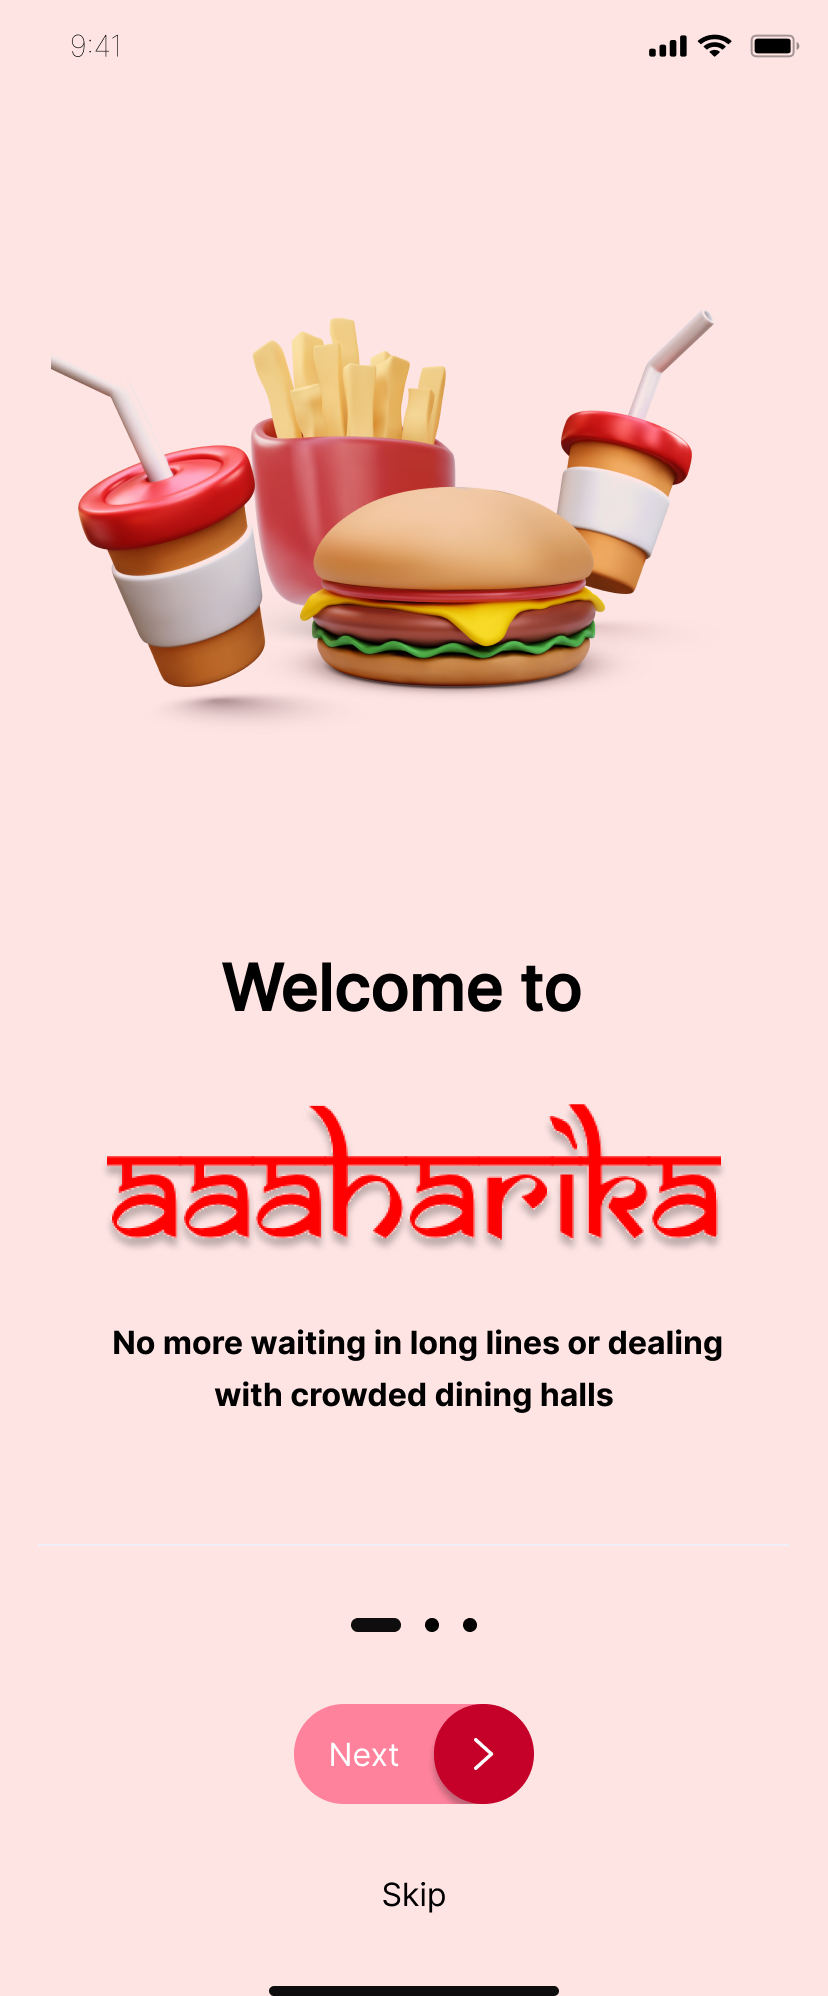 9:41
Welcome to
aaaharika
No more waiting in long lines or dealing
with crowded dining halls
Next
Skip